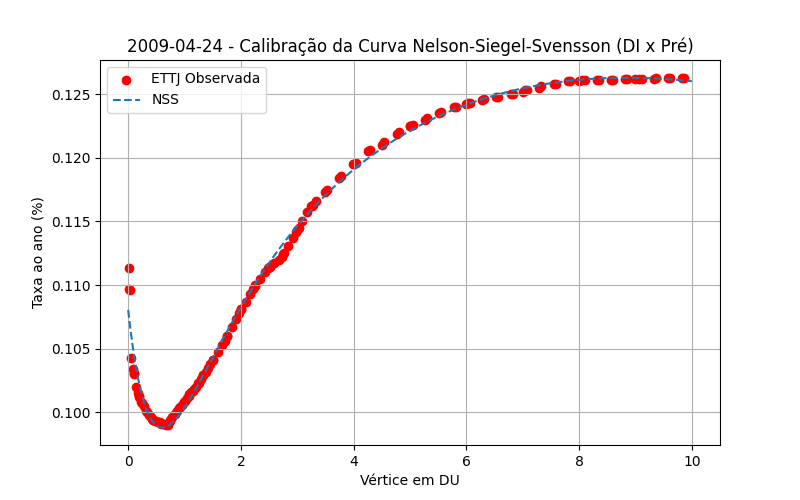 2009-04-24 - Calibração da Curva Nelson-Siegel-Svensson (DI x Pré)
ETTJ Observada
NSS
Taxa ao ano (%)
0.125
0.120
0.115
0.110
0.105
0.100
0 2 4 6 8 10
Vértice em DU